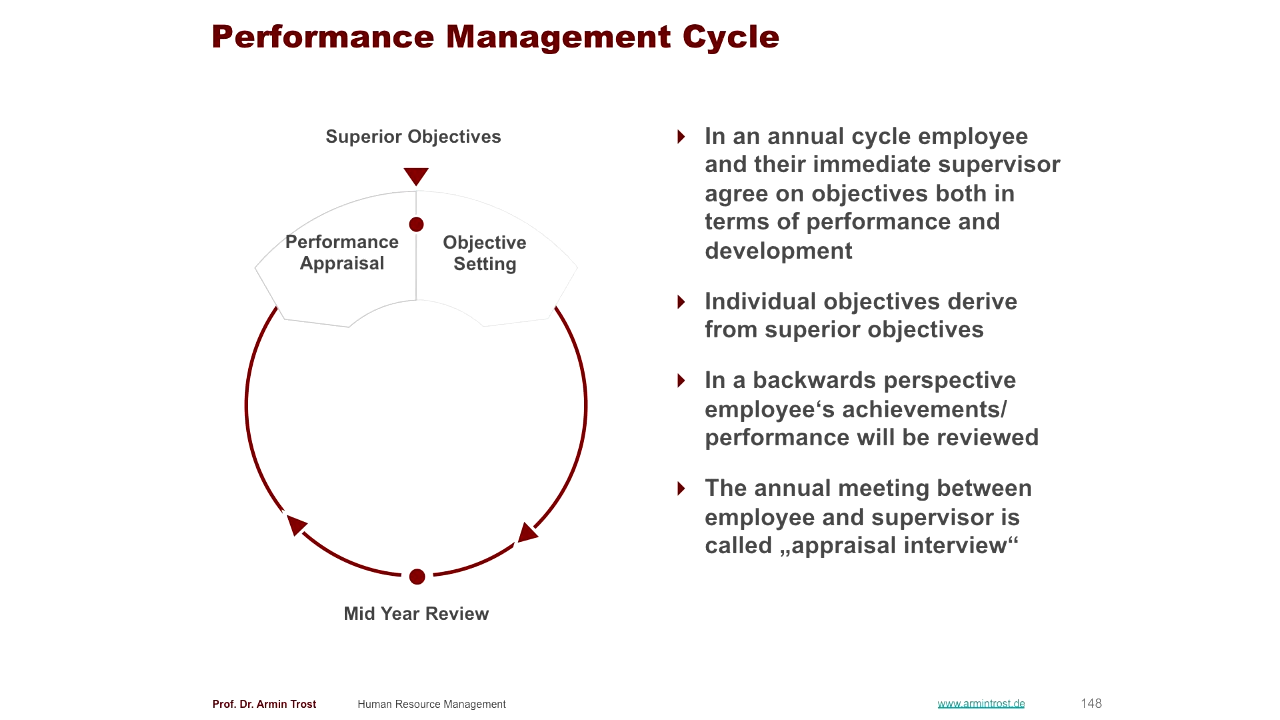 Performance Management Cycle
Superior Objectives
Performance
Appraisal
Objective
Setting
Mid Year Review
In an annual cycle employee
and their immediate supervisor
agree on objectives both in
terms of performance and
development
Individual objectives derive
from superior objectives
In a backwards perspective
employee‘s achievements/
performance will be reviewed
The annual meeting between
employee and supervisor is
called „appraisal interview“
Prof. Dr. Armin Trost
Human Resource Management
www.armintrost.de
148